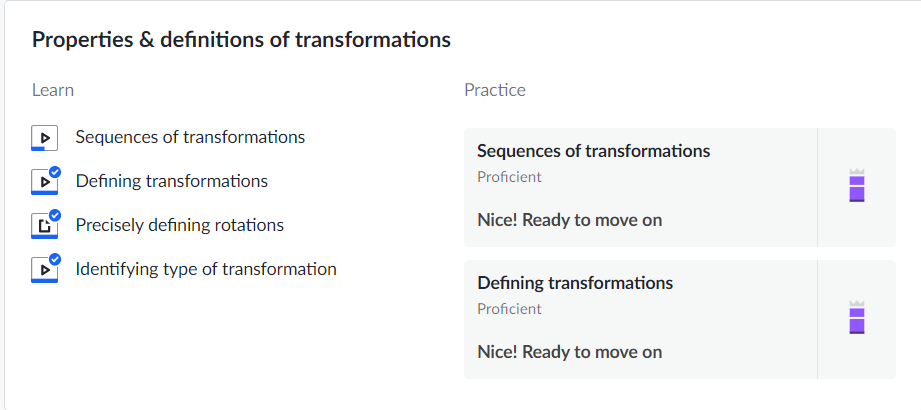 Properties & definitions of transformations
Learn
Sequences of transformations
Defining transformations
Precisely defining rotations
Identifying type of transformation
Practice
Sequences of transformations
Proficient
Nice! Ready to move on
Defining transformations
Proficient
Nice! Ready to move on